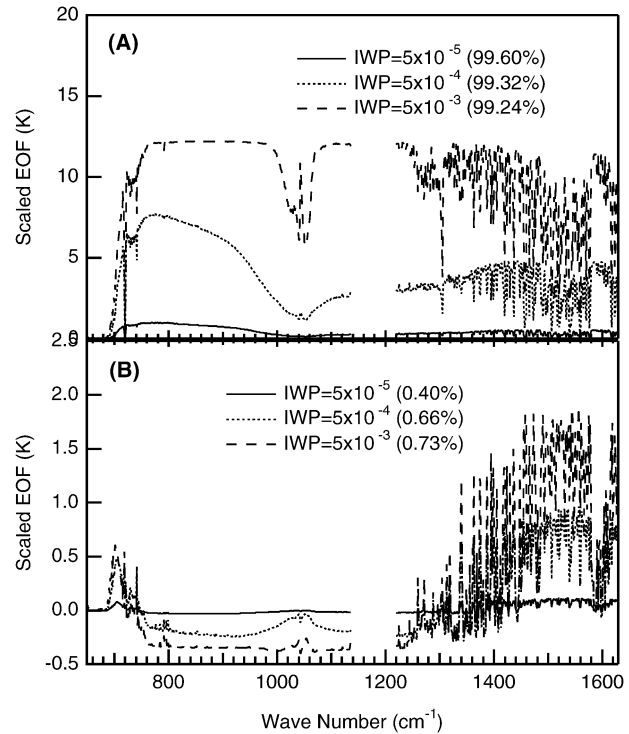 20
(A)
IWP=5x10 -5 (99.60%)
IWP=5x10 -4 (99.32%)
IWP=5x10 -3 (99.24%)
15
Scaled EOF (K)
10
5
0
2.5
(B)
IWP=5x10 -5 (0.40%)
IWP=5x10 -4 (0.66%)
IWP=5x10 -3 (0.73%)
2.0
1.5
Scaled EOF (K)
1.0
0.5
0.0
-0.5
800 1000 1200 1400 1600
Wave Number (cm-1)